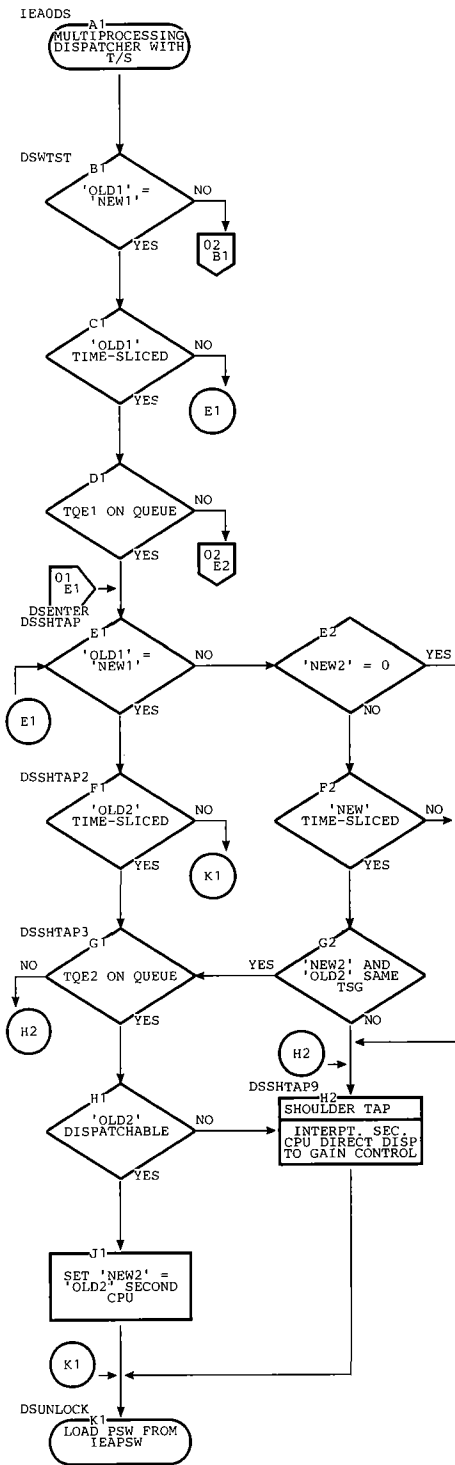 IEAODS
A1
MULTIPROCESSING
DISPATCHER WITH
T/S
DSWTST
B1
'OLD1' =
'NEW1'
NO
YES
02
B1
C1
'OLD1'
TIME-SLICED
NO
YES
E1
D1
TQE1 ON QUEUE
NO
YES
02
E2
01
E1
DSENTER
DSSHTAP
E1
'OLD1' =
'NEW1'
NO
YES
E1
E2
'NEW2' = 0
YES
NO
DSSHTAP2
F1
'OLD2'
TIME-SLICED
NO
YES
K1
F2
'NEW'
TIME-SLICED
NO
YES
DSSHTAP3
G1
TQE2 ON QUEUE
NO
YES
H2
G2
'NEW2' AND
'OLD2' SAME
TSG
YES
NO
H2
H1
'OLD2'
DISPATCHABLE
NO
YES
DSSHTAP9
H2
SHOULDER TAP
INTERPT. SEC.
CPU DIRECT DISP
TO GAIN CONTROL
J1
SET 'NEW2' =
'OLD2' SECOND
CPU
K1
DSUNLOCK
K1
LOAD PSW FROM
IEAPSW